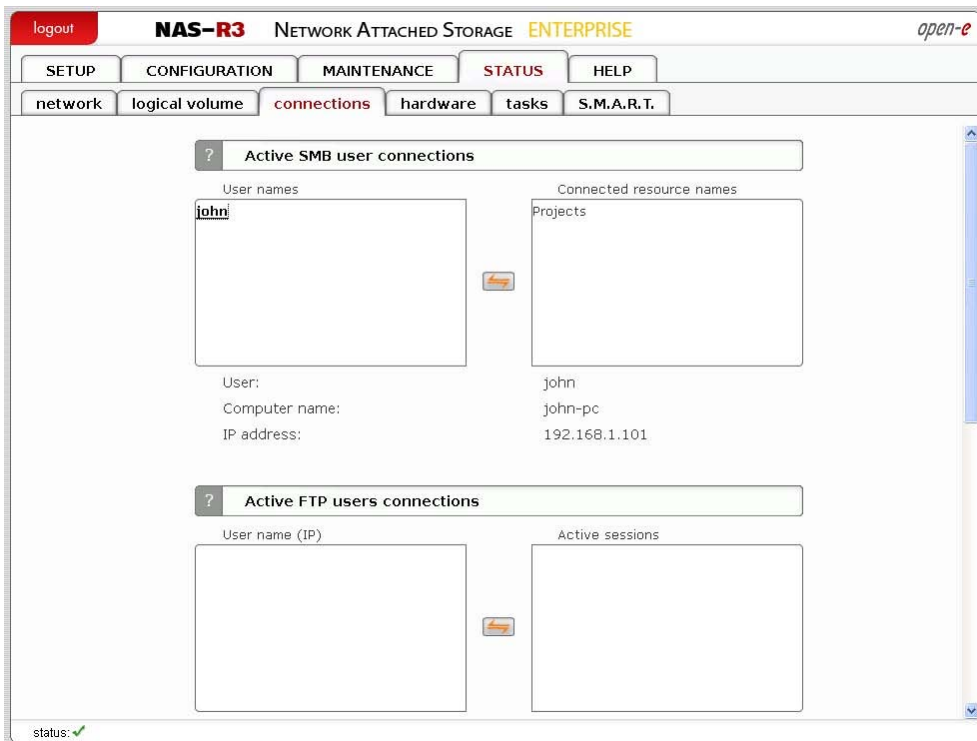 logout NAS-R3 NETWORK ATTACHED STORAGE ENTERPRISE open-e
SETUP CONFIGURATION MAINTENANCE STATUS HELP
network logical volume connections hardware tasks S.M.A.R.T.
? Active SMB user connections
User names Connected resource names
john Projects
User: john
Computer name: john-pc
IP address: 192.168.1.101
? Active FTP users connections
User name (IP) Active sessions
status: